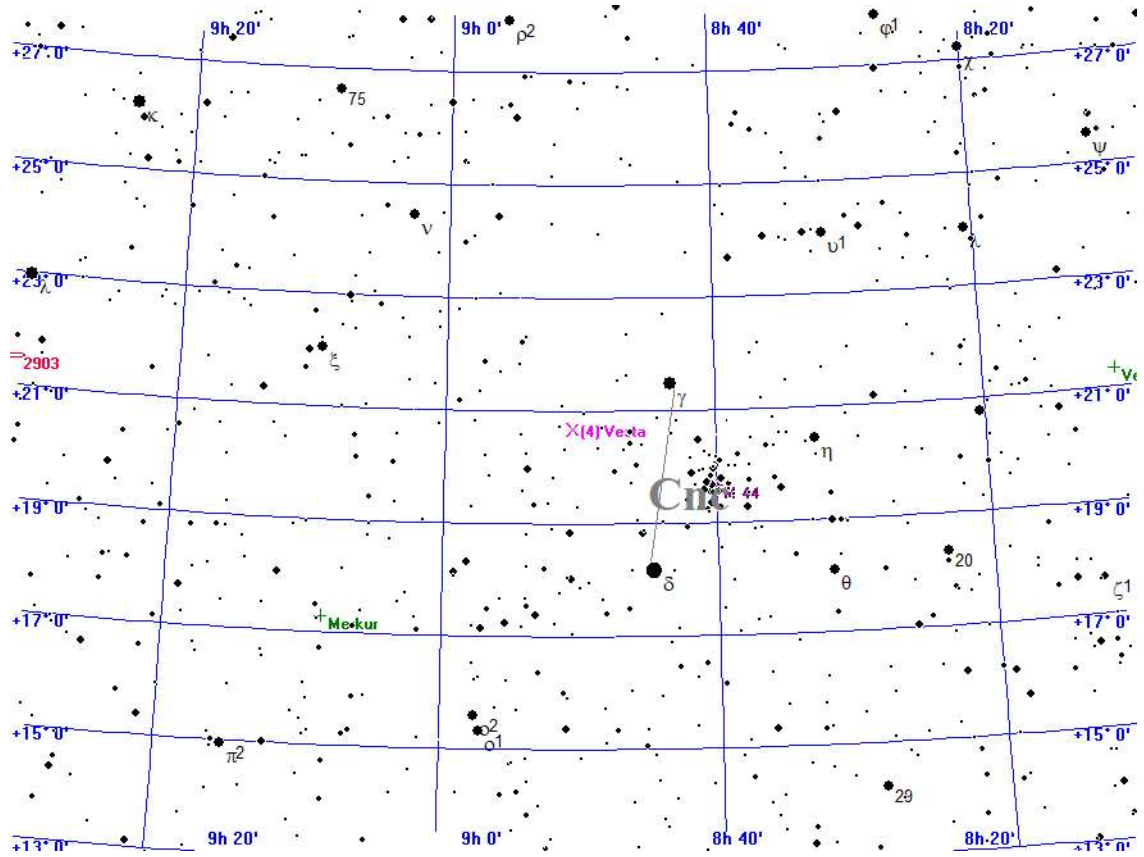 9h 20' 9h 0' 8h 40' 8h 20'
ρ2 φ1
+27° 0' +27° 0'
χ
75
κ
ψ
+25° 0' +25° 0'
ν υ1 λ
+23° 0' +23° 0'
λ
2903 ξ
Ve
+21° 0' γ +21° 0'
(4) Vesta
η
Cnc M 44
+19° 0' +19° 0'
20
δ θ ζ1
+17° 0' Merkur +17° 0'
ο2
+15° 0' ο1 +15° 0'
π2
29
9h 20' 9h 0' 8h 40' 8h 20'
+13° 0' +13° 0'